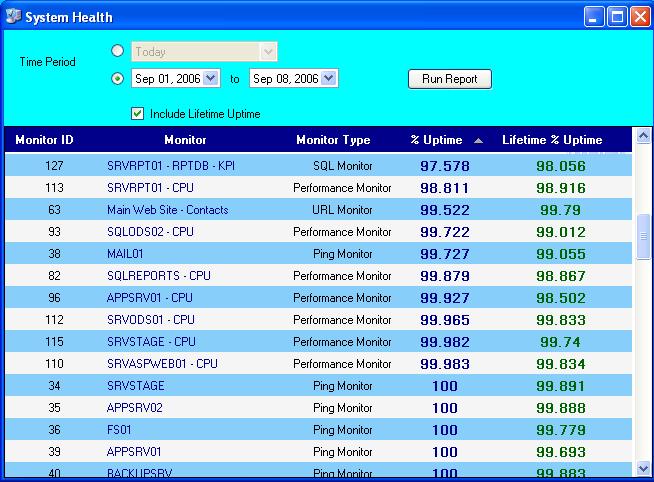 System Health
Time Period
Today
Sep 01, 2006 to Sep 08, 2006 Run Report
Include Lifetime Uptime
Monitor ID Monitor Monitor Type % Uptime Lifetime % Uptime
127 SRVRPT01 - RPTDB - KPI SQL Monitor 97.578 98.056
113 SRVRPT01 - CPU Performance Monitor 98.811 98.916
63 Main Web Site - Contacts URL Monitor 99.522 99.79
93 SQLODS02 - CPU Performance Monitor 99.722 99.012
38 MAIL01 Ping Monitor 99.727 99.055
82 SQLREPORTS - CPU Performance Monitor 99.879 98.867
96 APPSRV01 - CPU Performance Monitor 99.927 98.502
112 SRVODS01 - CPU Performance Monitor 99.965 99.833
115 SRVSTAGE - CPU Performance Monitor 99.982 99.74
110 SRVASPWEB01 - CPU Performance Monitor 99.983 99.834
34 SRVSTAGE Ping Monitor 100 99.891
35 APPSRV02 Ping Monitor 100 99.888
36 FS01 Ping Monitor 100 99.779
39 APPSRV01 Ping Monitor 100 99.693
40 BACKUPSRV Ping Monitor 100 99.883